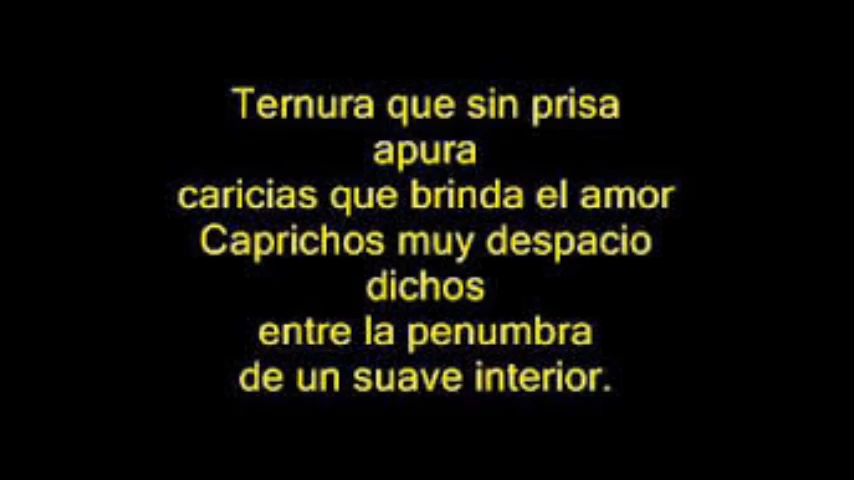 Ternura que sin prisa
apura
caricias que brinda el amor
Caprichos muy despacio
dichos
entre la penumbra
de un suave interior.